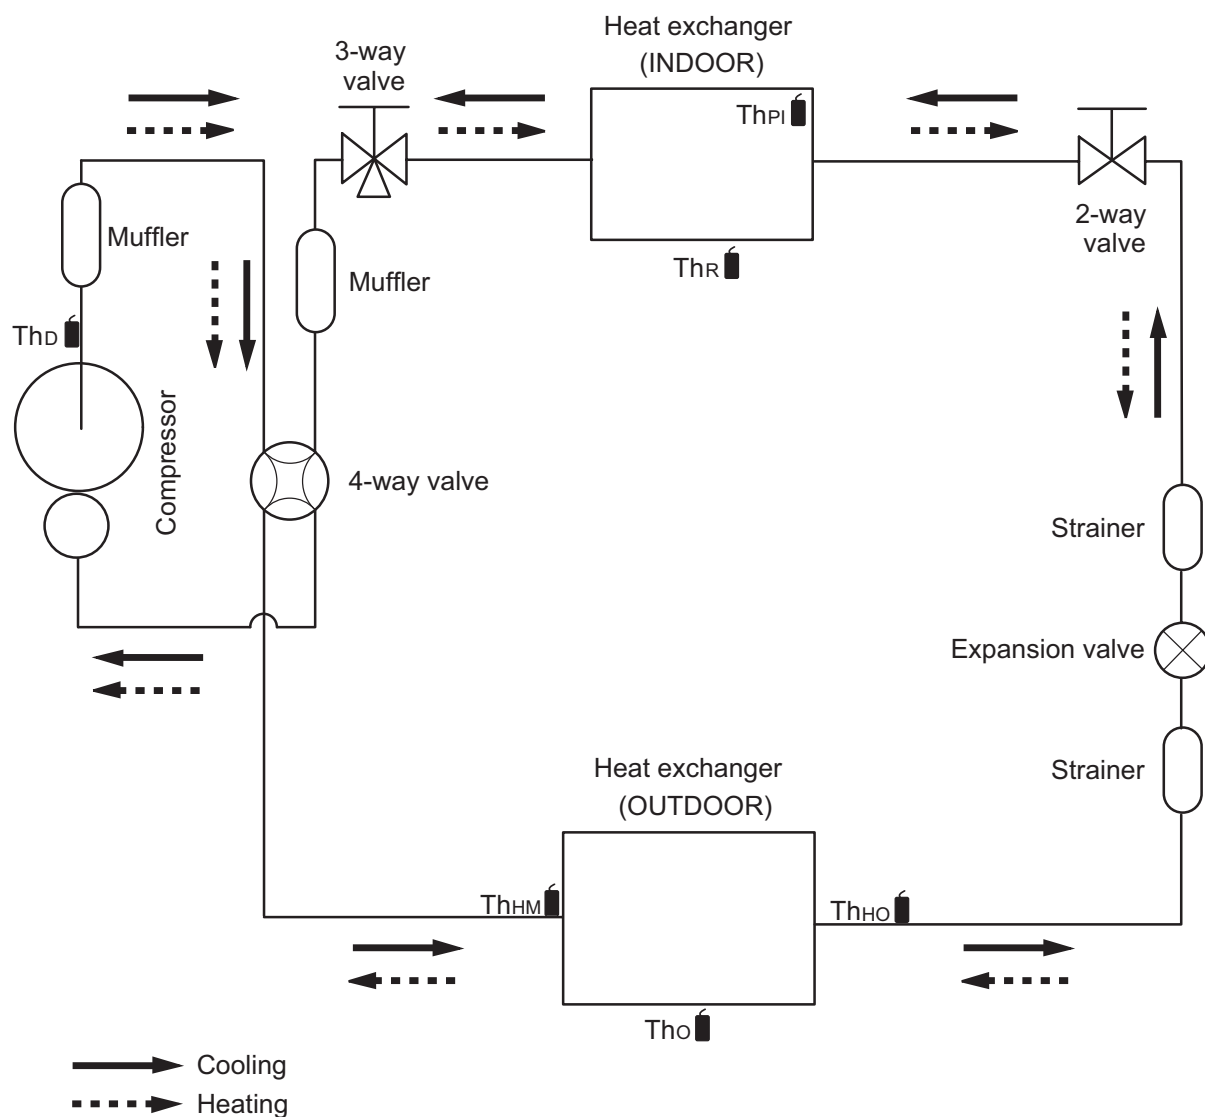 Heat exchanger
(INDOOR)
3-way
valve
ThPI
2-way
valve
Muffler
Muffler
ThR
ThD
Compressor
4-way valve
Strainer
Expansion valve
Strainer
Heat exchanger
(OUTDOOR)
ThHM
ThHO
ThO
Cooling
Heating